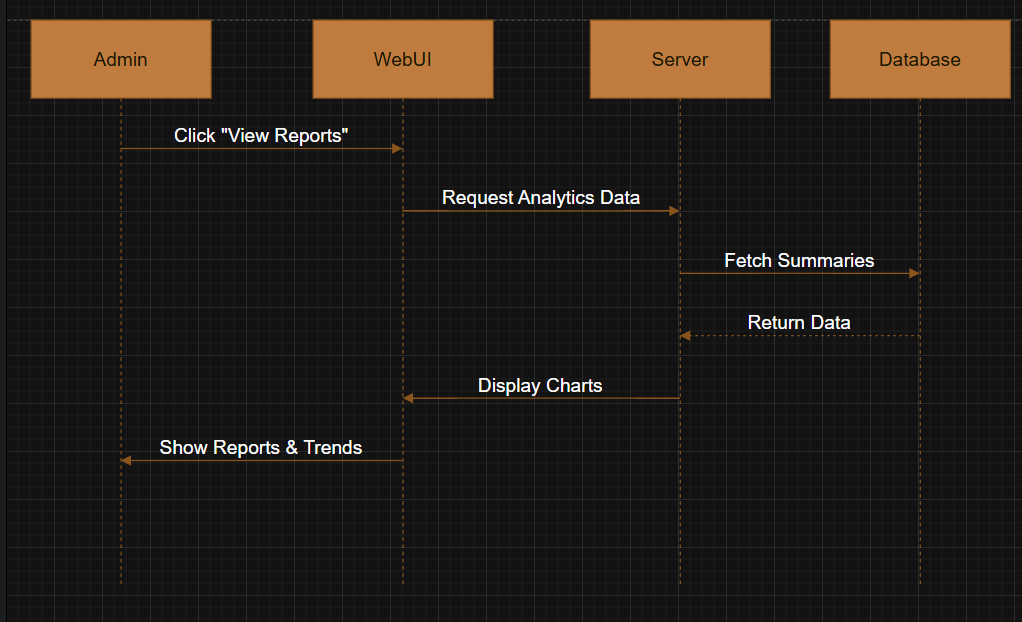 Admin
WebUI
Server
Database
Click "View Reports"
Request Analytics Data
Fetch Summaries
Return Data
Display Charts
Show Reports & Trends